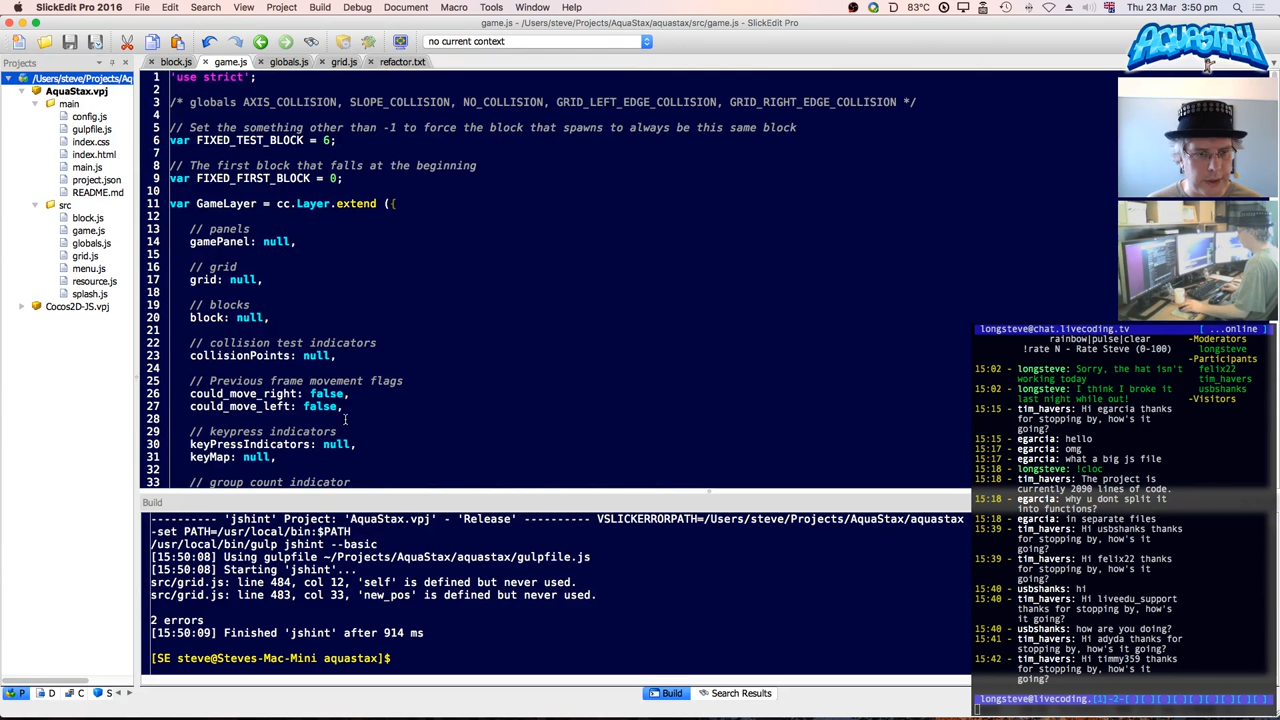 SlickEdit Pro 2016 File Edit Search View Project Build Debug Document Macro Tools Window Help 83°C Thu 23 Mar 3:50 pm
game.js - /Users/steve/Projects/AquaStax/aquastax/src/game.js - SlickEdit Pro
no current context
AQUASTAX
Projects
block.js game.js globals.js grid.js refactor.txt
/Users/steve/Projects/Aq
AquaStax.vpj
main
config.js
gulpfile.js
index.css
index.html
main.js
project.json
README.md
src
block.js
game.js
globals.js
grid.js
menu.js
resource.js
splash.js
Cocos2D-JS.vpj
1 'use strict';
2
3 /* globals AXIS_COLLISION, SLOPE_COLLISION, NO_COLLISION, GRID_LEFT_EDGE_COLLISION, GRID_RIGHT_EDGE_COLLISION */
4
5 // Set the something other than -1 to force the block that spawns to always be this same block
6 var FIXED_TEST_BLOCK = 6;
7
8 // The first block that falls at the beginning
9 var FIXED_FIRST_BLOCK = 0;
10
11 var GameLayer = cc.Layer.extend ({
12
13 // panels
14 gamePanel: null,
15
16 // grid
17 grid: null,
18
19 // blocks
20 block: null,
21
22 // collision test indicators
23 collisionPoints: null,
24
25 // Previous frame movement flags
26 could_move_right: false,
27 could_move_left: false,
28
29 // keypress indicators
30 keyPressIndicators: null,
31 keyMap: null,
32
33 // group count indicator
Build
---------- 'jshint' Project: 'AquaStax.vpj' - 'Release' ---------- VSLICKERRORPATH=/Users/steve/Projects/AquaStax/aquastax
-set PATH=/usr/local/bin:$PATH
/usr/local/bin/gulp jshint --basic
[15:50:08] Using gulpfile ~/Projects/AquaStax/aquastax/gulpfile.js
[15:50:08] Starting 'jshint'...
src/grid.js: line 484, col 12, 'self' is defined but never used.
src/grid.js: line 483, col 33, 'new_pos' is defined but never used.
2 errors
[15:50:09] Finished 'jshint' after 914 ms
[SE steve@Steves-Mac-Mini aquastax]$
P D C S
Build Search Results
longsteve@chat.livecoding.tv [ ...online ]
rainbow|pulse|clear
!rate N - Rate Steve (0-100)
15:02 - longsteve: Sorry, the hat isn't
working today
15:02 - longsteve: I think I broke it
last night while out!
15:15 - tim_havers: Hi egarcia thanks
for stopping by, how's it
going?
15:15 - egarcia: hello
15:17 - egarcia: omg
15:17 - egarcia: what a big js file
15:18 - longsteve: !cloc
15:18 - tim_havers: The project is
currently 2090 lines of code.
15:18 - egarcia: why u dont split it
into functions?
15:18 - egarcia: in separate files
15:39 - tim_havers: Hi usbshanks thanks
for stopping by, how's it
going?
15:39 - tim_havers: Hi felix22 thanks
for stopping by, how's it
going?
15:40 - usbshanks: hi
15:40 - tim_havers: Hi liveedu_support
thanks for stopping by, how's
it going?
15:40 - usbshanks: how are you doing?
15:41 - tim_havers: Hi adyda thanks for
stopping by, how's it going?
15:42 - tim_havers: Hi timmy359 thanks
for stopping by, how's it
going?
-Moderators
longsteve
-Participants
felix22
tim_havers
usbshanks
-Visitors
longsteve@livecoding.[1]-2-[ ][ ][ ][ ][ ][ ][ ][ ][ ]